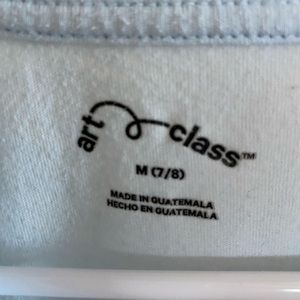 art class™
M (7/8)
MADE IN GUATEMALA
HECHO EN GUATEMALA